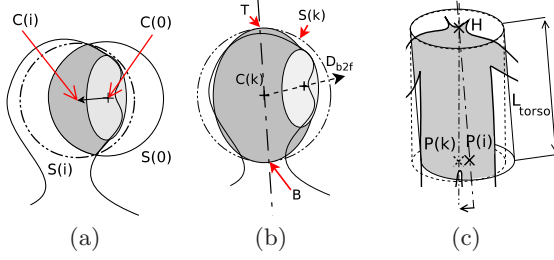 C(i)
C(0)
S(i)
S(0)
(a)
T
S(k)
C(k)
D_b2f
B
(b)
H
L_torso
P(k)
P(i)
(c)